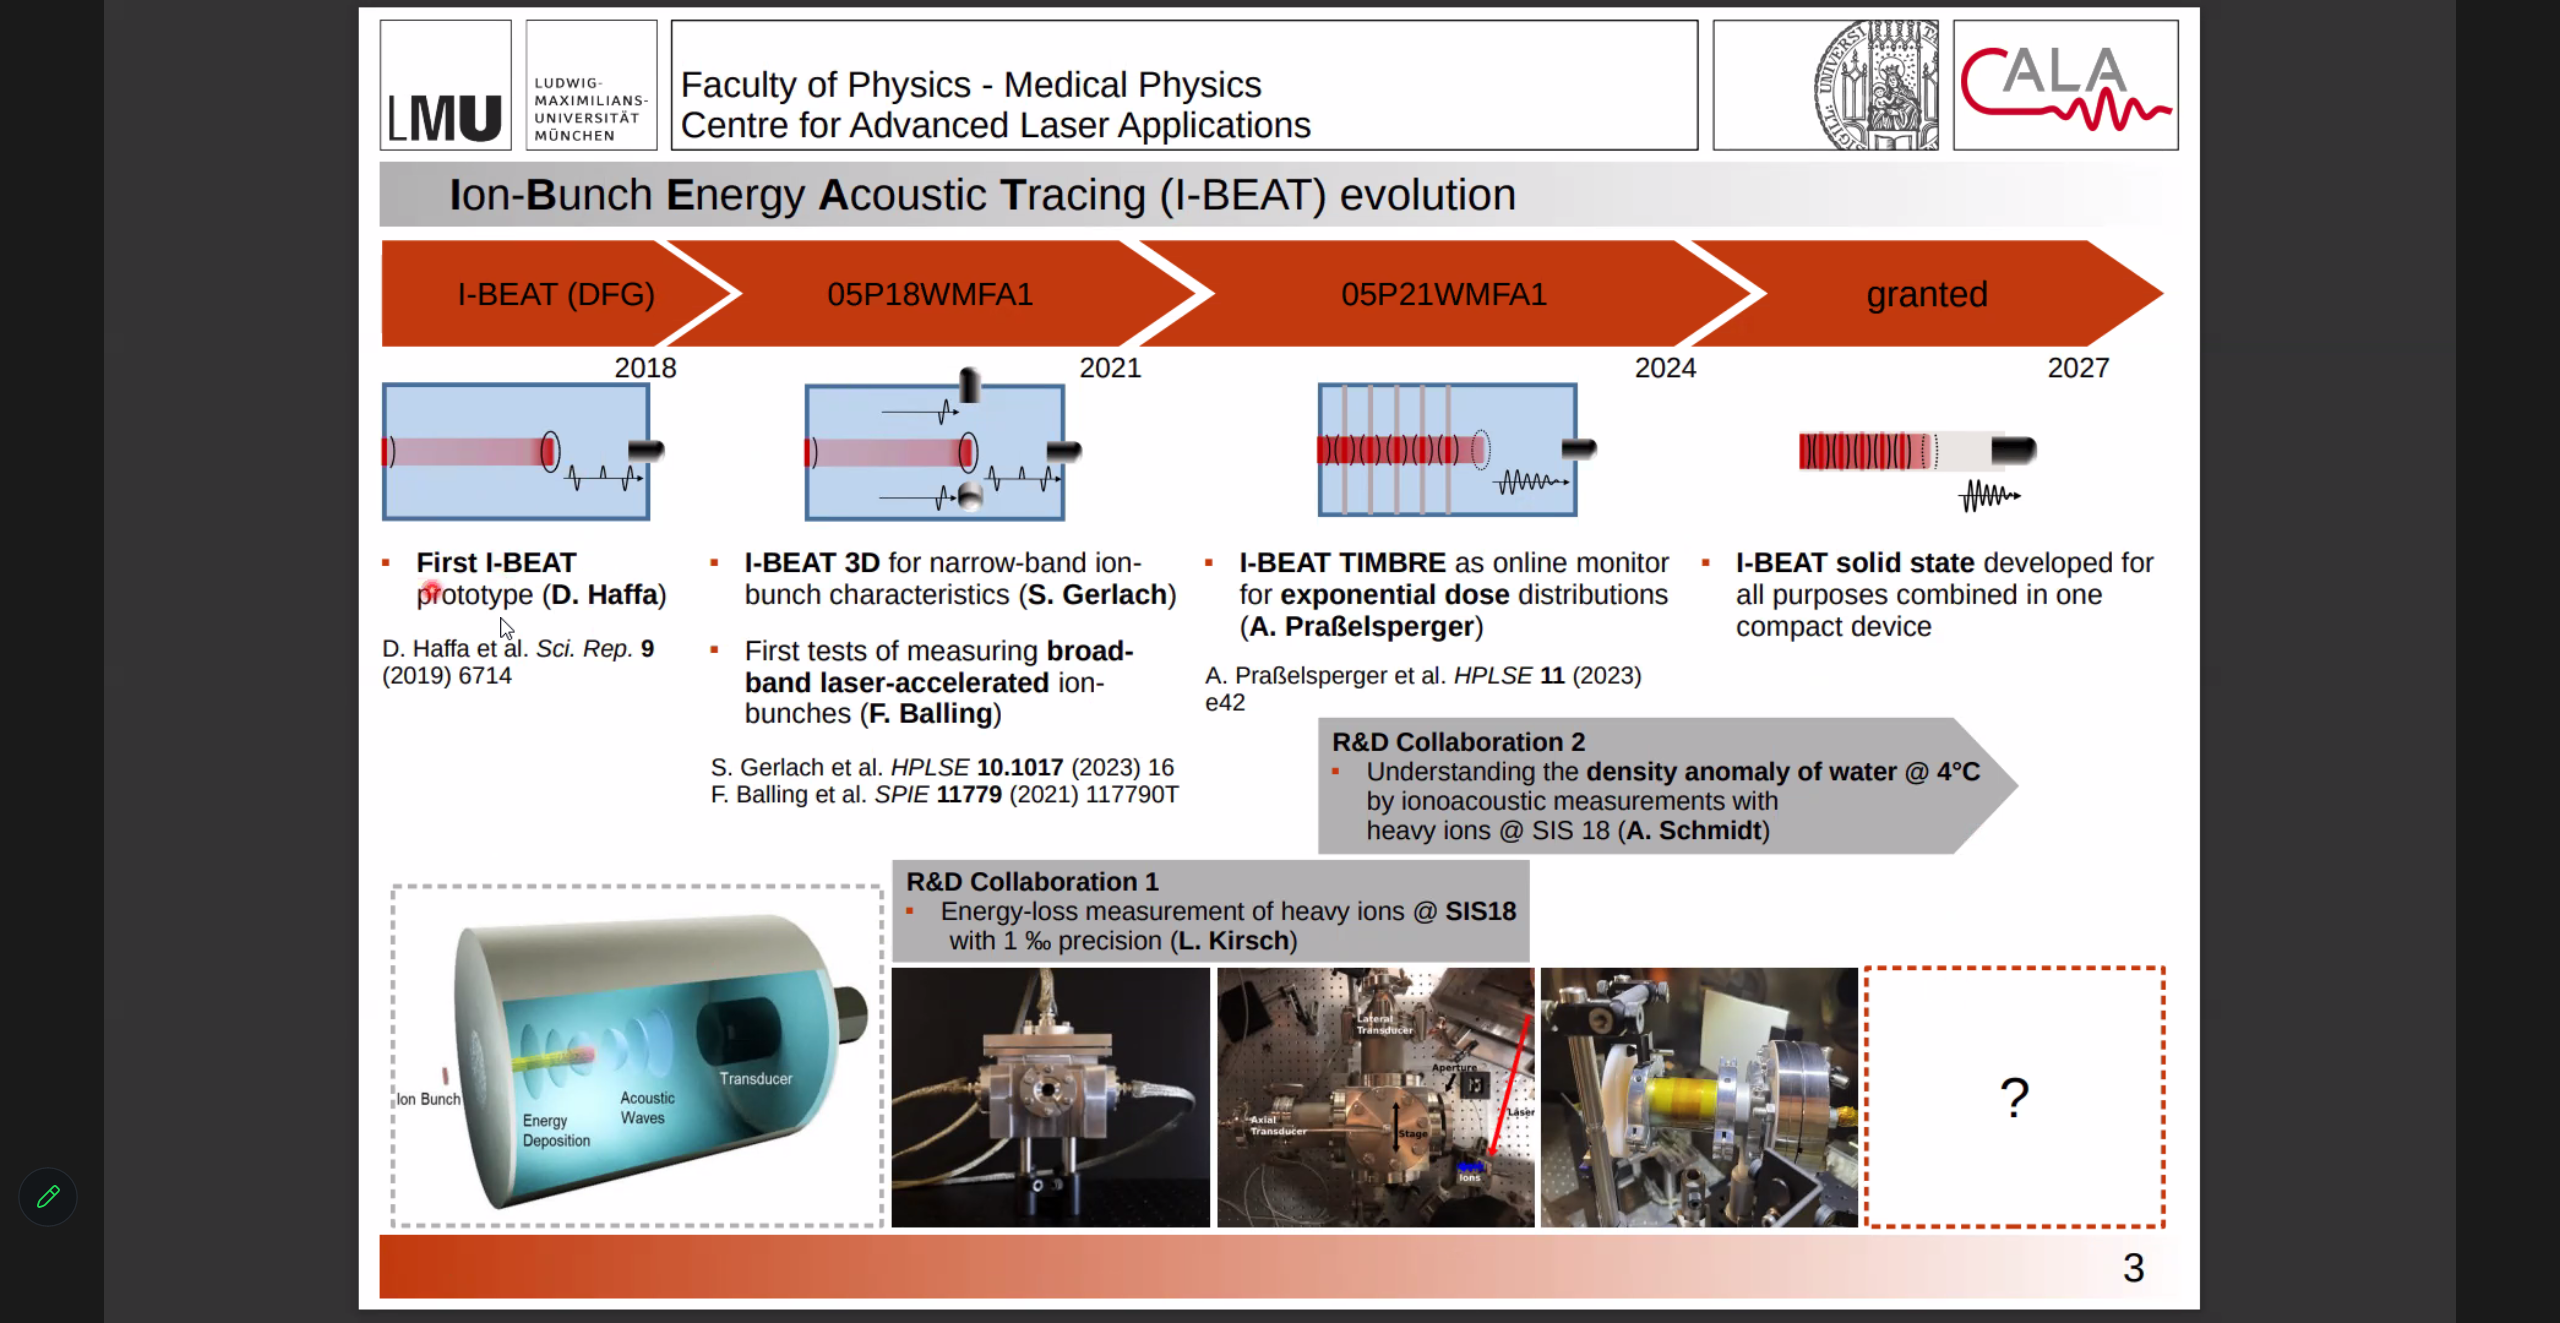 LMU
LUDWIG-
MAXIMILIANS-
UNIVERSITÄT
MÜNCHEN
Faculty of Physics - Medical Physics
Centre for Advanced Laser Applications
SIGILL: UNIVERSI TA
CALA
Ion-Bunch Energy Acoustic Tracing (I-BEAT) evolution
I-BEAT (DFG)
05P18WMFA1
05P21WMFA1
granted
2018
2021
2024
2027
▪ First I-BEAT
prototype (D. Haffa)
D. Haffa et al. Sci. Rep. 9
(2019) 6714
▪ I-BEAT 3D for narrow-band ion-
bunch characteristics (S. Gerlach)
▪ First tests of measuring broad-
band laser-accelerated ion-
bunches (F. Balling)
S. Gerlach et al. HPLSE 10.1017 (2023) 16
F. Balling et al. SPIE 11779 (2021) 117790T
▪ I-BEAT TIMBRE as online monitor
for exponential dose distributions
(A. Praßelsperger)
A. Praßelsperger et al. HPLSE 11 (2023)
e42
▪ I-BEAT solid state developed for
all purposes combined in one
compact device
R&D Collaboration 2
▪ Understanding the density anomaly of water @ 4°C
by ionoacoustic measurements with
heavy ions @ SIS 18 (A. Schmidt)
R&D Collaboration 1
▪ Energy-loss measurement of heavy ions @ SIS18
with 1 ‰ precision (L. Kirsch)
Ion Bunch
Energy
Deposition
Acoustic
Waves
Transducer
Lateral
Transducer
Aperture
Laser
Axial
Transducer
Stage
Ions
?
3